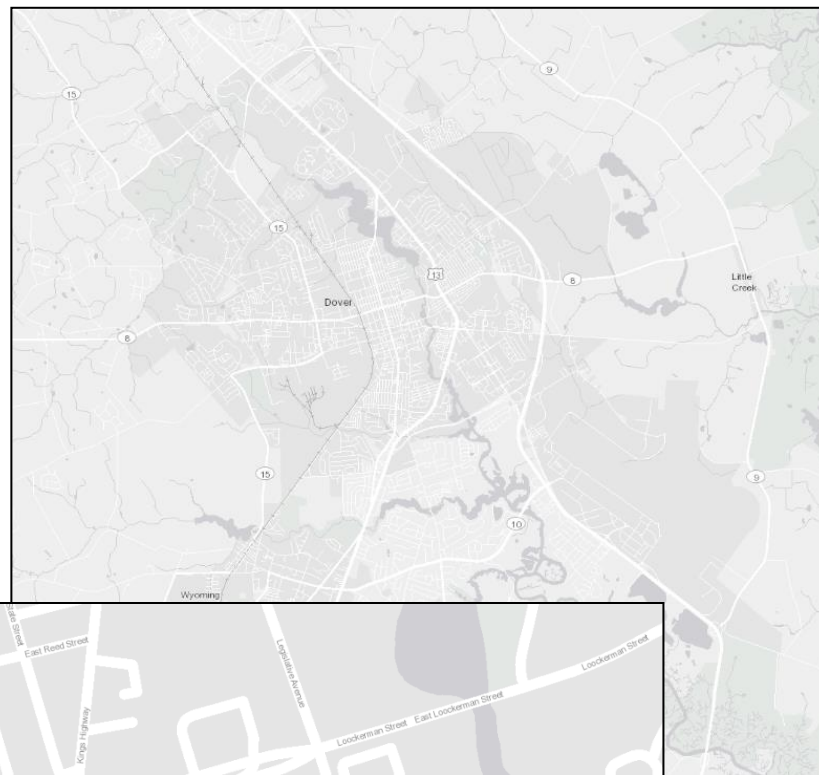 9
15
15
13
8
Little
Creek
Dover
8
15
9
10
Wyoming
State Street
East Reed Street
Kings Highway
Legislative Avenue
Loockerman Street
East Loockerman Street
Loockerman Street